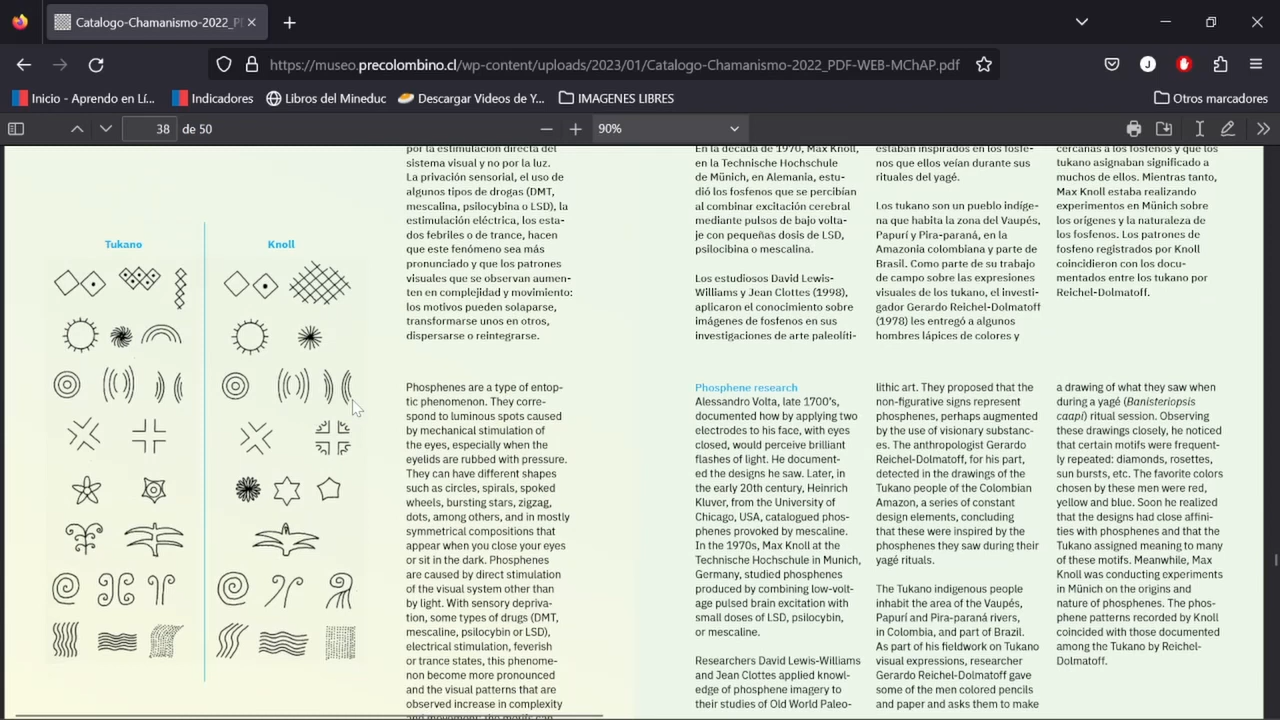 Catalogo-Chamanismo-2022_P
https://museo.precolombino.cl/wp-content/uploads/2023/01/Catalogo-Chamanismo-2022_PDF-WEB-MChAP.pdf
Inicio - Aprendo en Lí...
Indicadores
Libros del Mineduc
Descargar Videos de Y...
IMAGENES LIBRES
Otros marcadores
38 de 50
90%
Tukano
Knoll
por la estimulación directa del
sistema visual y no por la luz.
La privación sensorial, el uso de
algunos tipos de drogas (DMT,
mescalina, psilocybina o LSD), la
estimulación eléctrica, los esta-
dos febriles o de trance, hacen
que este fenómeno sea más
pronunciado y que los patrones
visuales que se observan aumen-
ten en complejidad y movimiento:
los motivos pueden solaparse,
transformarse unos en otros,
dispersarse o reintegrarse.
Phosphenes are a type of entop-
tic phenomenon. They corre-
spond to luminous spots caused
by mechanical stimulation of
the eyes, especially when the
eyelids are rubbed with pressure.
They can have different shapes
such as circles, spirals, spoked
wheels, bursting stars, zigzag,
dots, among others, and in mostly
symmetrical compositions that
appear when you close your eyes
or sit in the dark. Phosphenes
are caused by direct stimulation
of the visual system other than
by light. With sensory depriva-
tion, some types of drugs (DMT,
mescaline, psilocybin or LSD),
electrical stimulation, feverish
or trance states, this phenome-
non become more pronounced
and the visual patterns that are
observed increase in complexity
and movement: the motifs can
En la década de 1970, Max Knoll,
en la Technische Hochschule
de Münich, en Alemania, estu-
dió los fosfenos que se percibían
al combinar excitación cerebral
mediante pulsos de bajo volta-
je con pequeñas dosis de LSD,
psilocibina o mescalina.
Los estudiosos David Lewis-
Williams y Jean Clottes (1998),
aplicaron el conocimiento sobre
imágenes de fosfenos en sus
investigaciones de arte paleolíti-
estaban inspirados en los fosfe-
nos que ellos veían durante sus
rituales del yagé.
Los tukano son un pueblo indíge-
na que habita la zona del Vaupés,
Papurí y Pira-paraná, en la
Amazonia colombiana y parte de
Brasil. Como parte de su trabajo
de campo sobre las expresiones
visuales de los tukano, el investi-
gador Gerardo Reichel-Dolmatoff
(1978) les entregó a algunos
hombres lápices de colores y
cercanas a los fosfenos y que los
tukano asignaban significado a
muchos de ellos. Mientras tanto,
Max Knoll estaba realizando
experimentos en Münich sobre
los orígenes y la naturaleza de
los fosfenos. Los patrones de
fosfeno registrados por Knoll
coincidieron con los docu-
mentados entre los tukano por
Reichel-Dolmatoff.
Phosphene research
Alessandro Volta, late 1700's,
documented how by applying two
electrodes to his face, with eyes
closed, would perceive brilliant
flashes of light. He document-
ed the designs he saw. Later, in
the early 20th century, Heinrich
Kluver, from the University of
Chicago, USA, catalogued phos-
phenes provoked by mescaline.
In the 1970s, Max Knoll at the
Technische Hochschule in Munich,
Germany, studied phosphenes
produced by combining low-volt-
age pulsed brain excitation with
small doses of LSD, psilocybin,
or mescaline.
Researchers David Lewis-Williams
and Jean Clottes applied knowl-
edge of phosphene imagery to
their studies of Old World Paleo-
lithic art. They proposed that the
non-figurative signs represent
phosphenes, perhaps augmented
by the use of visionary substanc-
es. The anthropologist Gerardo
Reichel-Dolmatoff, for his part,
detected in the drawings of the
Tukano people of the Colombian
Amazon, a series of constant
design elements, concluding
that these were inspired by the
phosphenes they saw during their
yagé rituals.
The Tukano indigenous people
inhabit the area of the Vaupés,
Papurí and Pira-paraná rivers,
in Colombia, and part of Brazil.
As part of his fieldwork on Tukano
visual expressions, researcher
Gerardo Reichel-Dolmatoff gave
some of the men colored pencils
and paper and asks them to make
a drawing of what they saw when
during a yagé (Banisteriopsis
caapi) ritual session. Observing
these drawings closely, he noticed
that certain motifs were frequent-
ly repeated: diamonds, rosettes,
sun bursts, etc. The favorite colors
chosen by these men were red,
yellow and blue. Soon he realized
that the designs had close affini-
ties with phosphenes and that the
Tukano assigned meaning to many
of these motifs. Meanwhile, Max
Knoll was conducting experiments
in Münich on the origins and
nature of phosphenes. The phos-
phene patterns recorded by Knoll
coincided with those documented
among the Tukano by Reichel-
Dolmatoff.